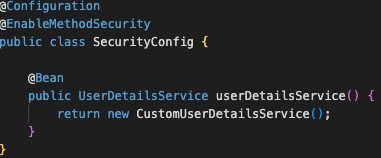 @Configuration
@EnableMethodSecurity
public class SecurityConfig {
@Bean
public UserDetailsService userDetailsService() {
return new CustomUserDetailsService();
}
}